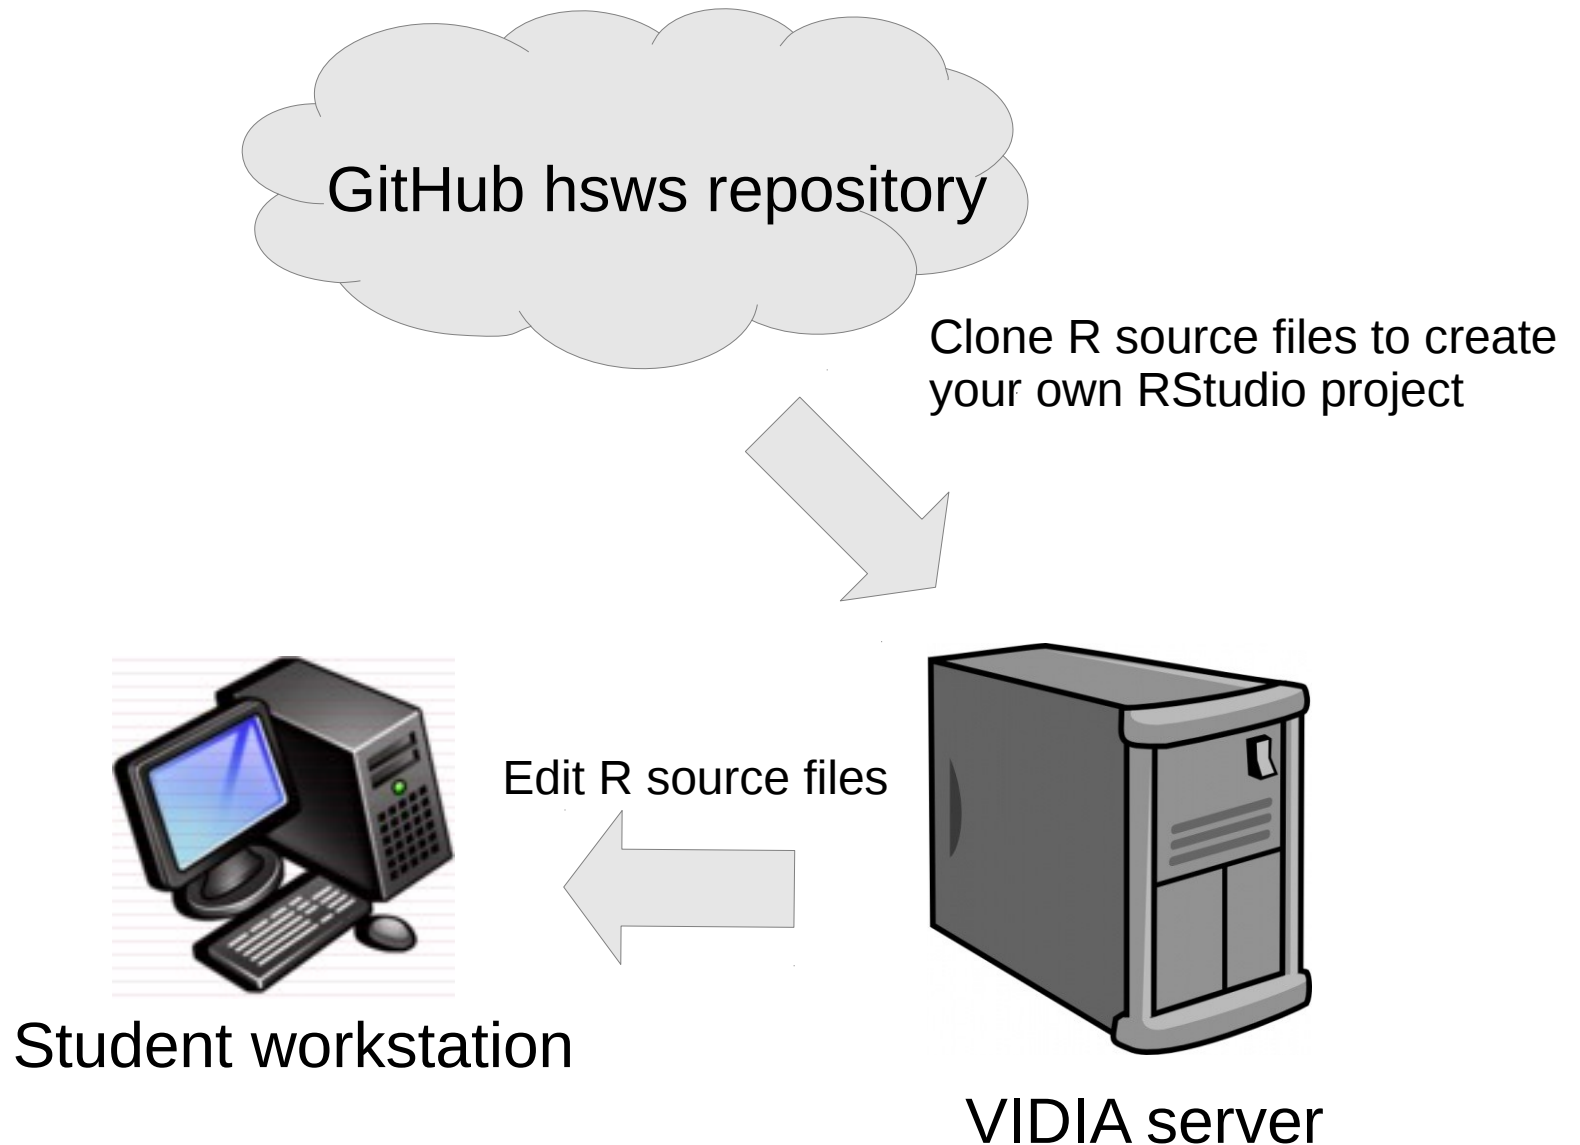 GitHub hsws repository
Clone R source files to create
your own RStudio project
Edit R source files
Student workstation
VIDIA server